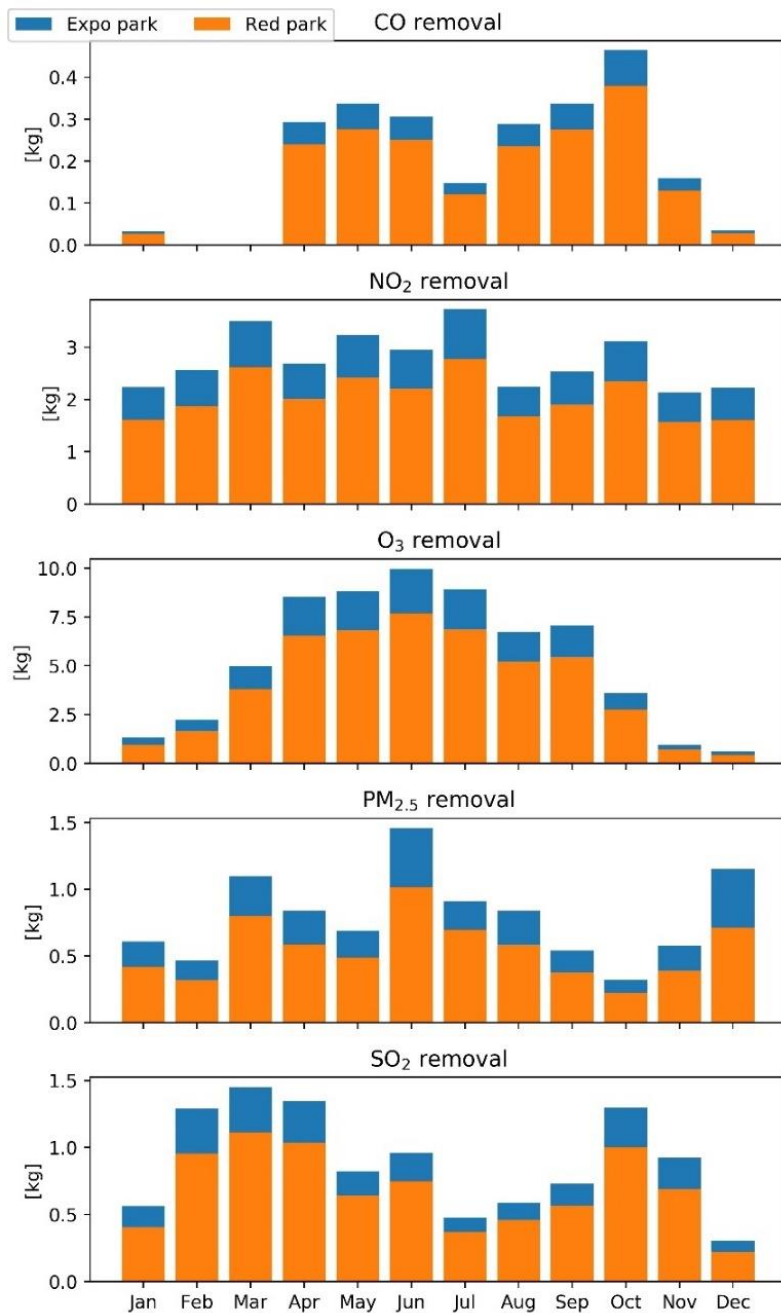 Expo park Red park
CO removal
0.4
0.3
[kg]
0.2
0.1
0.0
NO₂ removal
3
[kg]
2
1
0
O₃ removal
10.0
7.5
[kg]
5.0
2.5
0.0
PM₂.₅ removal
1.5
1.0
[kg]
0.5
0.0
SO₂ removal
1.5
1.0
[kg]
0.5
0.0
Jan Feb Mar Apr May Jun Jul Aug Sep Oct Nov Dec